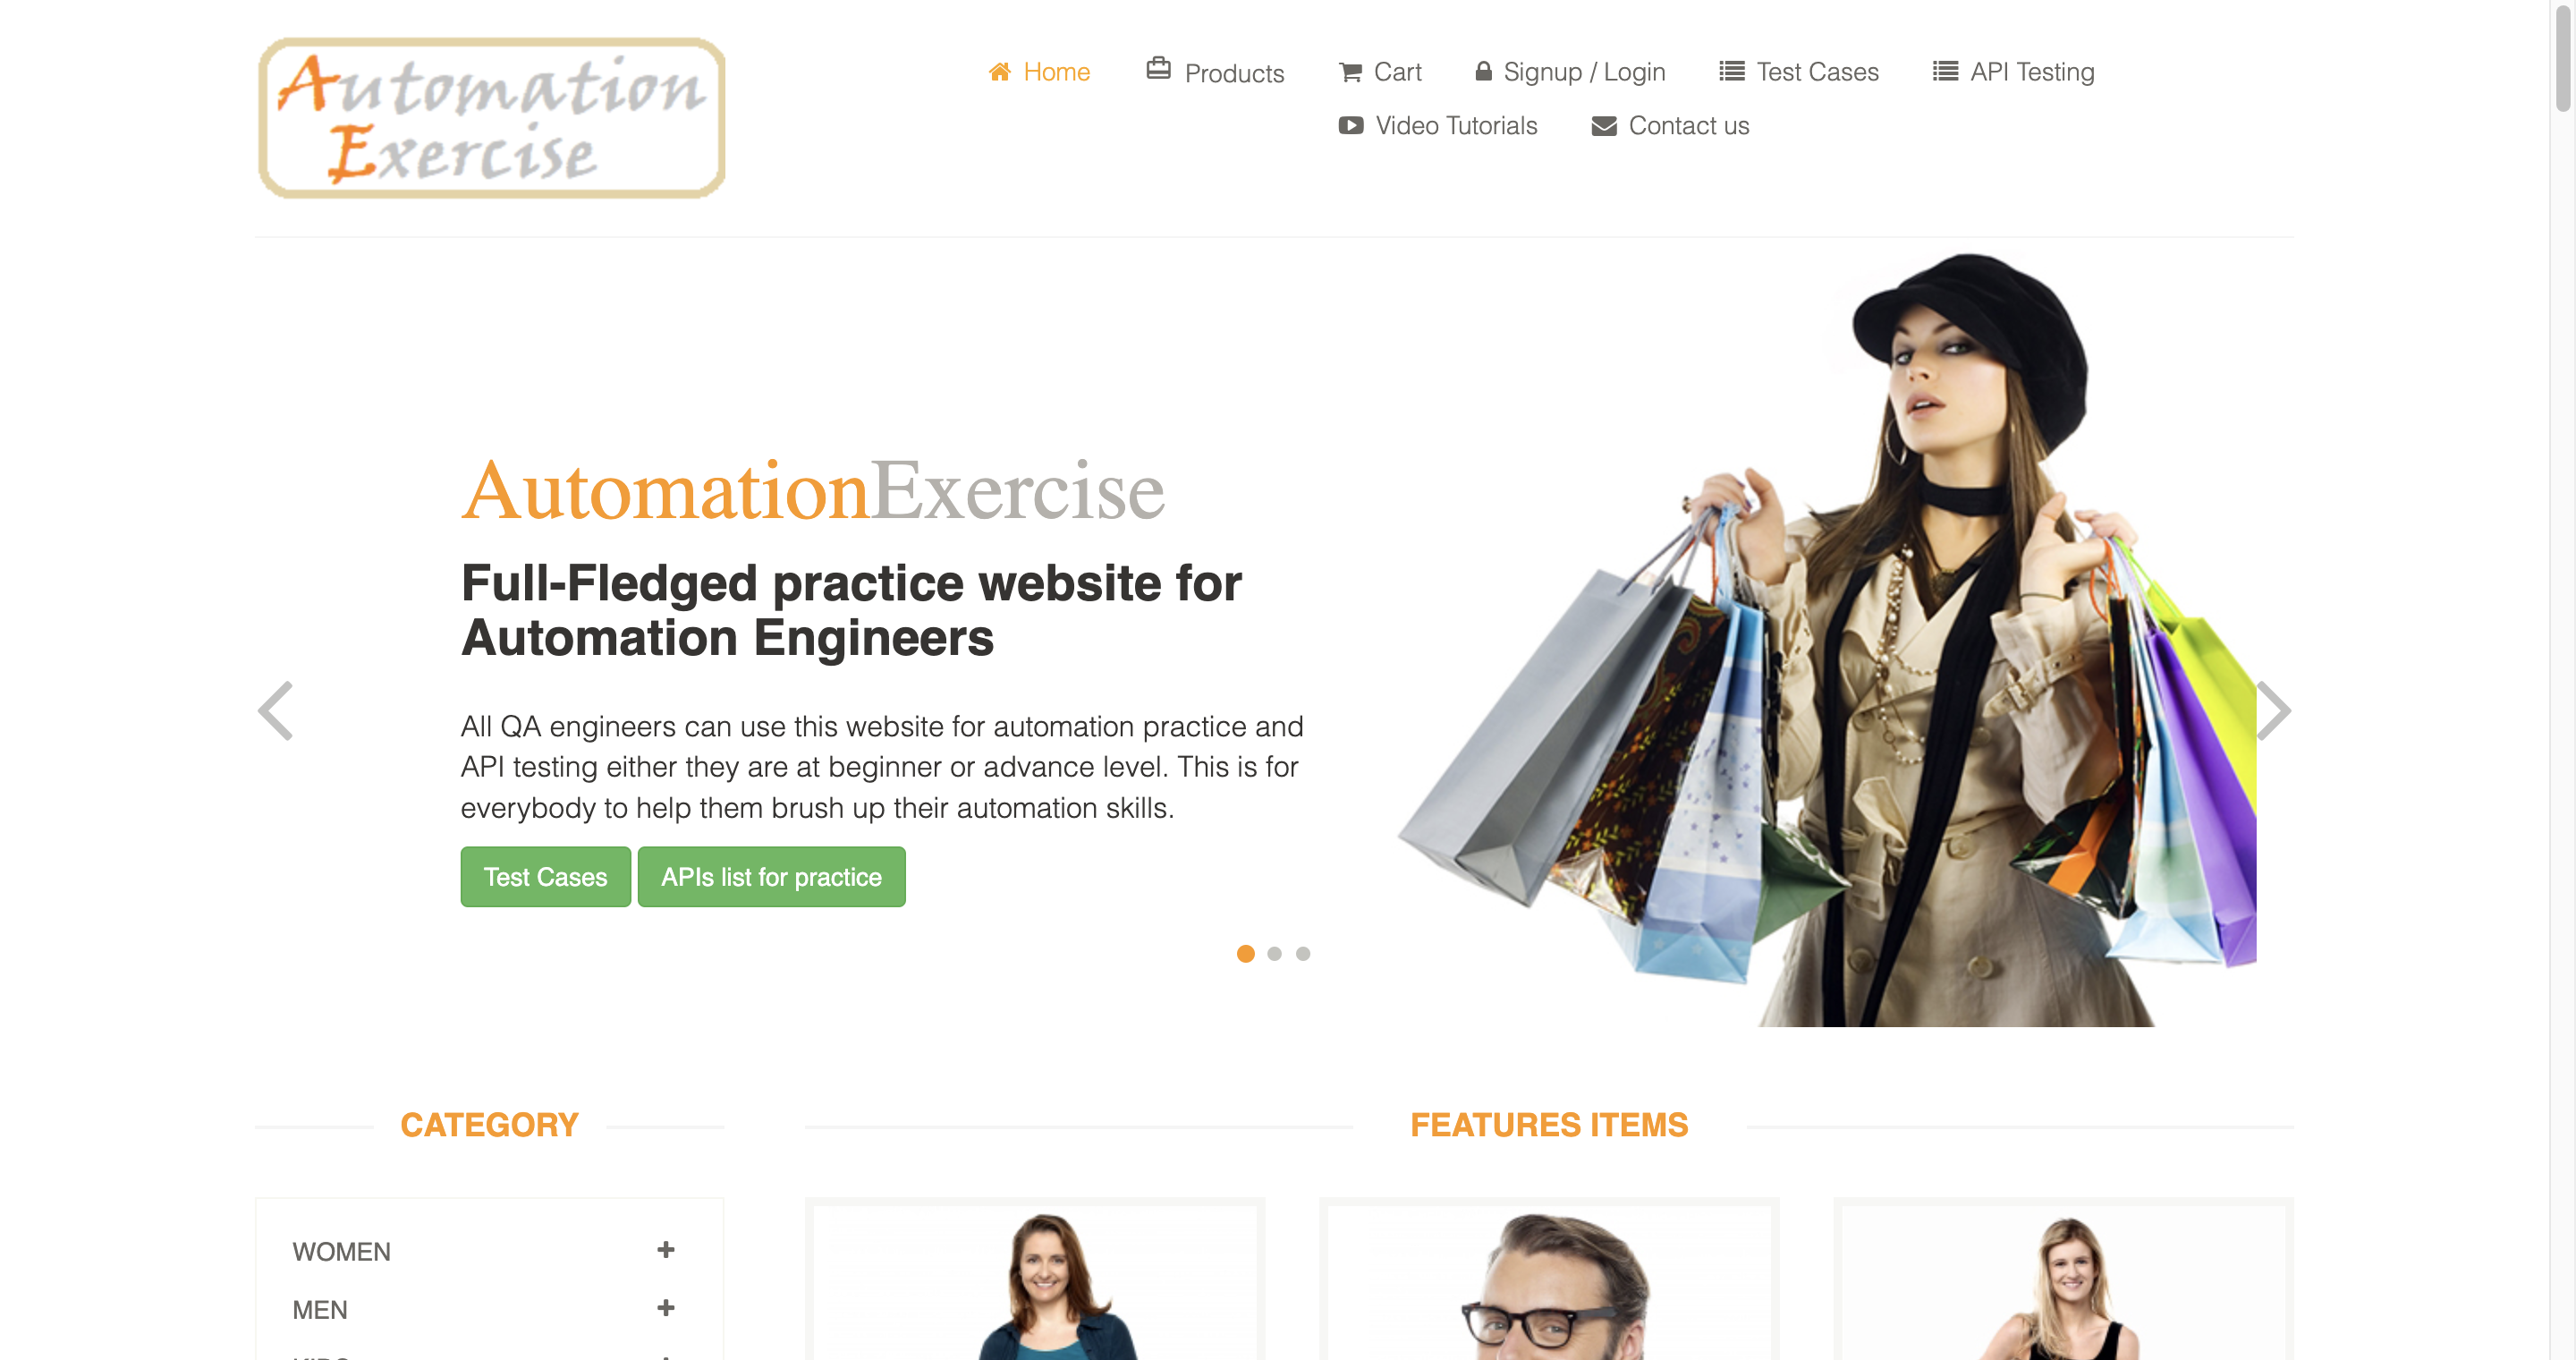 Automation
Exercise
Home Products Cart Signup / Login Test Cases API Testing
Video Tutorials Contact us
AutomationExercise
Full-Fledged practice website for
Automation Engineers
All QA engineers can use this website for automation practice and
API testing either they are at beginner or advance level. This is for
everybody to help them brush up their automation skills.
Test Cases APIs list for practice
CATEGORY
FEATURES ITEMS
WOMEN
MEN